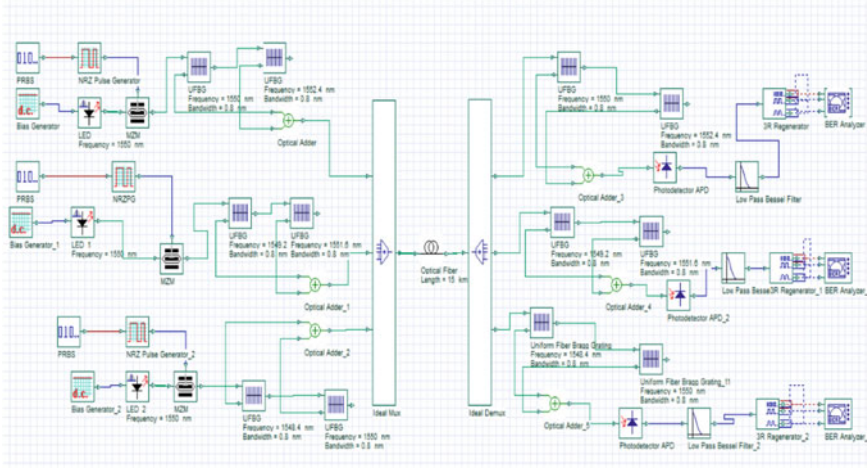 PRBS
NRZ Pulse Generator
Bias Generator
LED
Frequency = 1550 nm
MZM
UFBG
Frequency = 1550 nm
Bandwidth = 0.8 nm
UFBG
Frequency = 1552.4 nm
Bandwidth = 0.8 nm
Optical Adder
PRBS
NRZPG
Bias Generator_1
LED 1
Frequency = 1550 nm
MZM
UFBG
Frequency = 1549.2 nm
Bandwidth = 0.8 nm
UFBG
Frequency = 1551.6 nm
Bandwidth = 0.8 nm
Optical Adder_1
Optical Adder_2
PRBS
NRZ Pulse Generator_2
Bias Generator_2
LED 2
Frequency = 1550 nm
MZM
UFBG
Frequency = 1548.4 nm
Bandwidth = 0.8 nm
UFBG
Frequency = 1550 nm
Bandwidth = 0.8 nm
Ideal Mux
Optical Fiber
Length = 15 km
Ideal Demux
UFBG
Frequency = 1550 nm
Bandwidth = 0.8 nm
UFBG
Frequency = 1552.4 nm
Bandwidth = 0.8 nm
Optical Adder_3
Photodetector APD
Low Pass Bessel Filter
3R Regenerator
BER Analyzer
UFBG
Frequency = 1549.2 nm
Bandwidth = 0.8 nm
UFBG
Frequency = 1551.6 nm
Bandwidth = 0.8 nm
Optical Adder_4
Photodetector APD_2
Low Pass Bessel
3R Regenerator_1
BER Analyzer_
Uniform Fiber Bragg Grating
Frequency = 1548.4 nm
Bandwidth = 0.8 nm
Uniform Fiber Bragg Grating_11
Frequency = 1550 nm
Bandwidth = 0.8 nm
Optical Adder_5
Photodetector APD
Low Pass Bessel Filter_2
3R Regenerator_2
BER Analyzer_